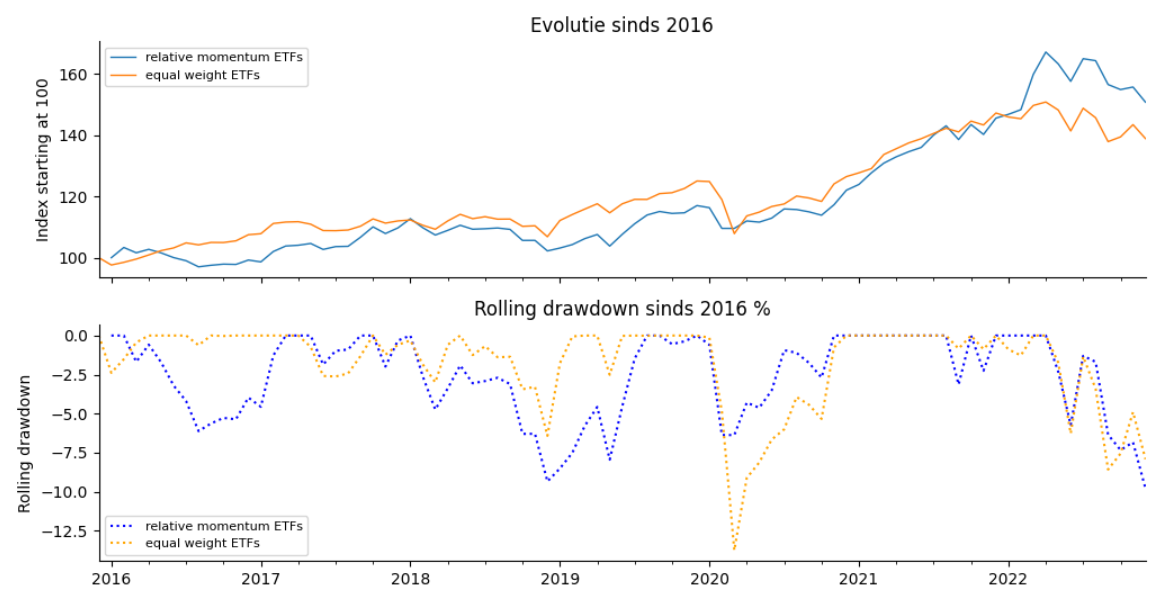 Evolutie sinds 2016
relative momentum ETFs
equal weight ETFs
Index starting at 100
160
140
120
100
Rolling drawdown sinds 2016 %
Rolling drawdown
0.0
−2.5
−5.0
−7.5
−10.0
−12.5
relative momentum ETFs
equal weight ETFs
2016 2017 2018 2019 2020 2021 2022